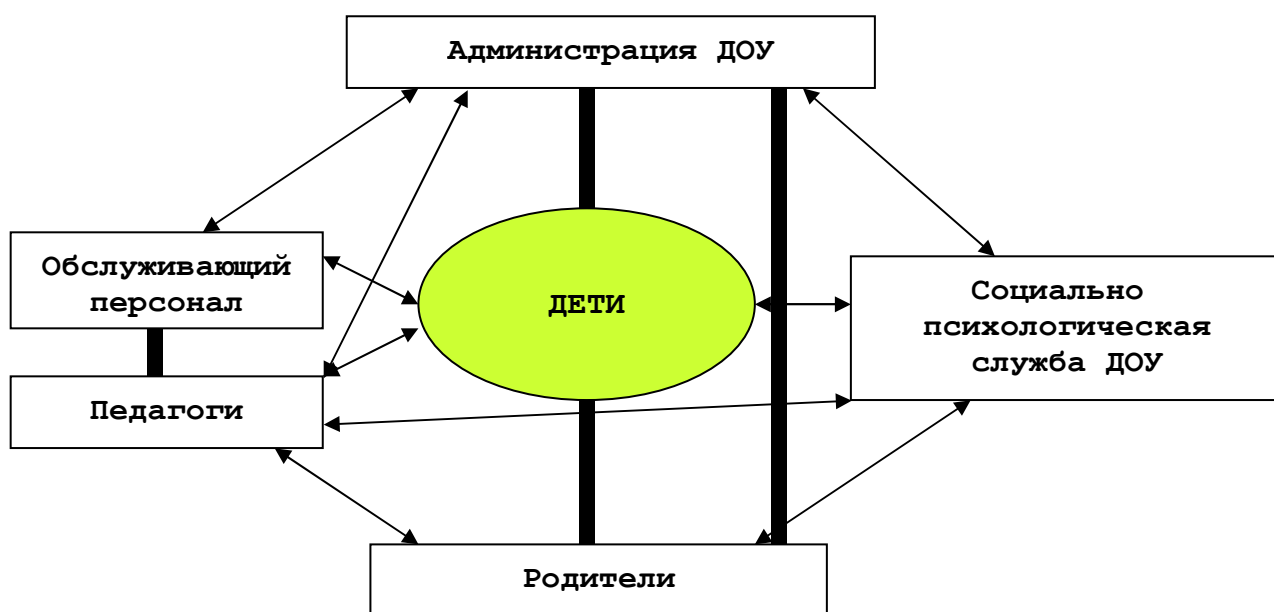 Администрация ДОУ
Обслуживающий
персонал
ДЕТИ
Социально
психологическая
служба ДОУ
Педагоги
Родители